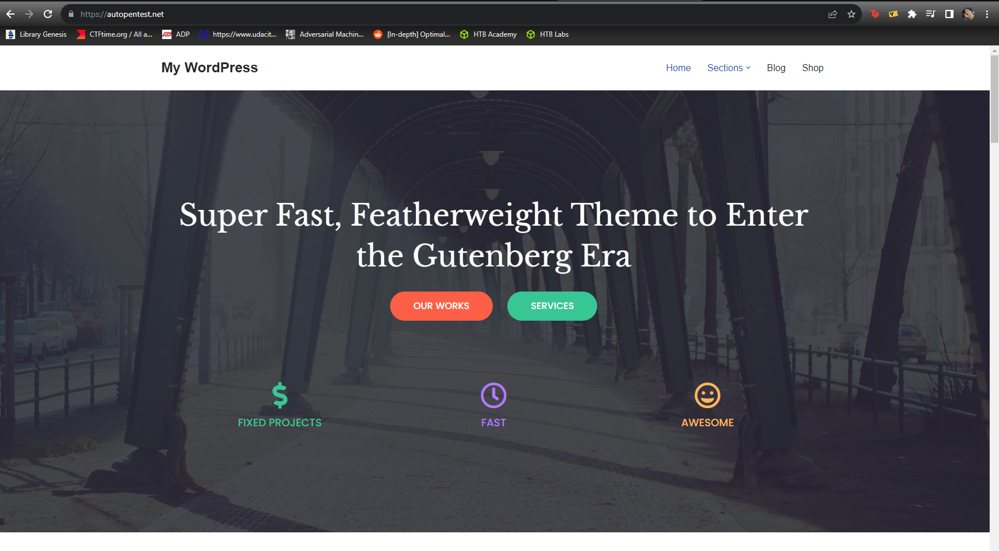 https://autopentest.net
Library Genesis
CTFtime.org / All a...
ADP
https://www.udacit...
Adversarial Machin...
[In-depth] Optimal...
HTB Academy
HTB Labs
My WordPress
Home
Sections
Blog
Shop
Super Fast, Featherweight Theme to Enter
the Gutenberg Era
OUR WORKS
SERVICES
FIXED PROJECTS
FAST
AWESOME